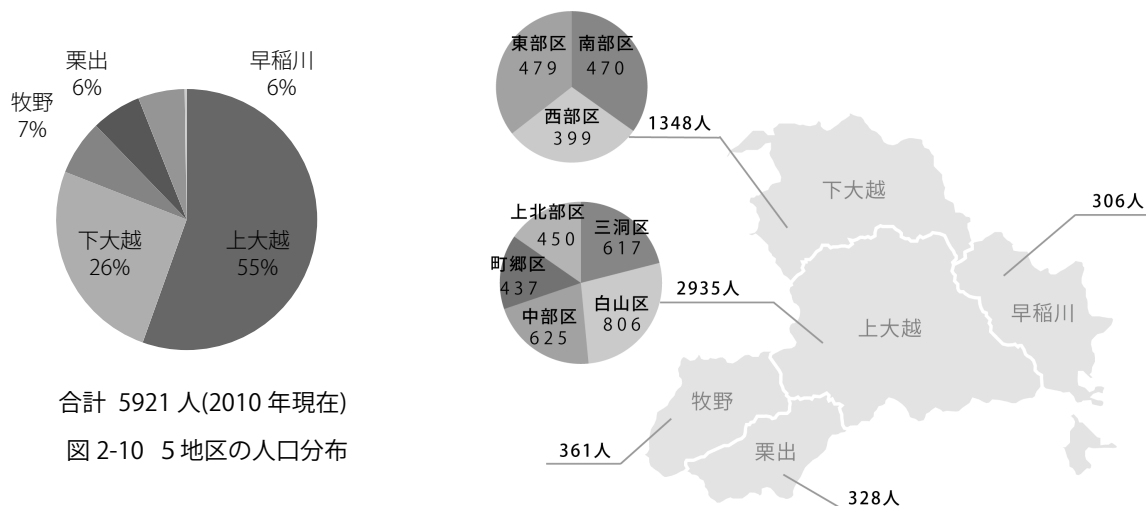 栗出
6%
早稲川
6%
牧野
7%
下大越
26%
上大越
55%
合計 5921 人(2010 年現在)
図 2-10 5 地区の人口分布
東部区
479
南部区
470
西部区
399
1348人
上北部区
450
三洞区
617
町郷区
437
白山区
806
中部区
625
2935人
下大越
306人
早稲川
上大越
牧野
361人
栗出
328人